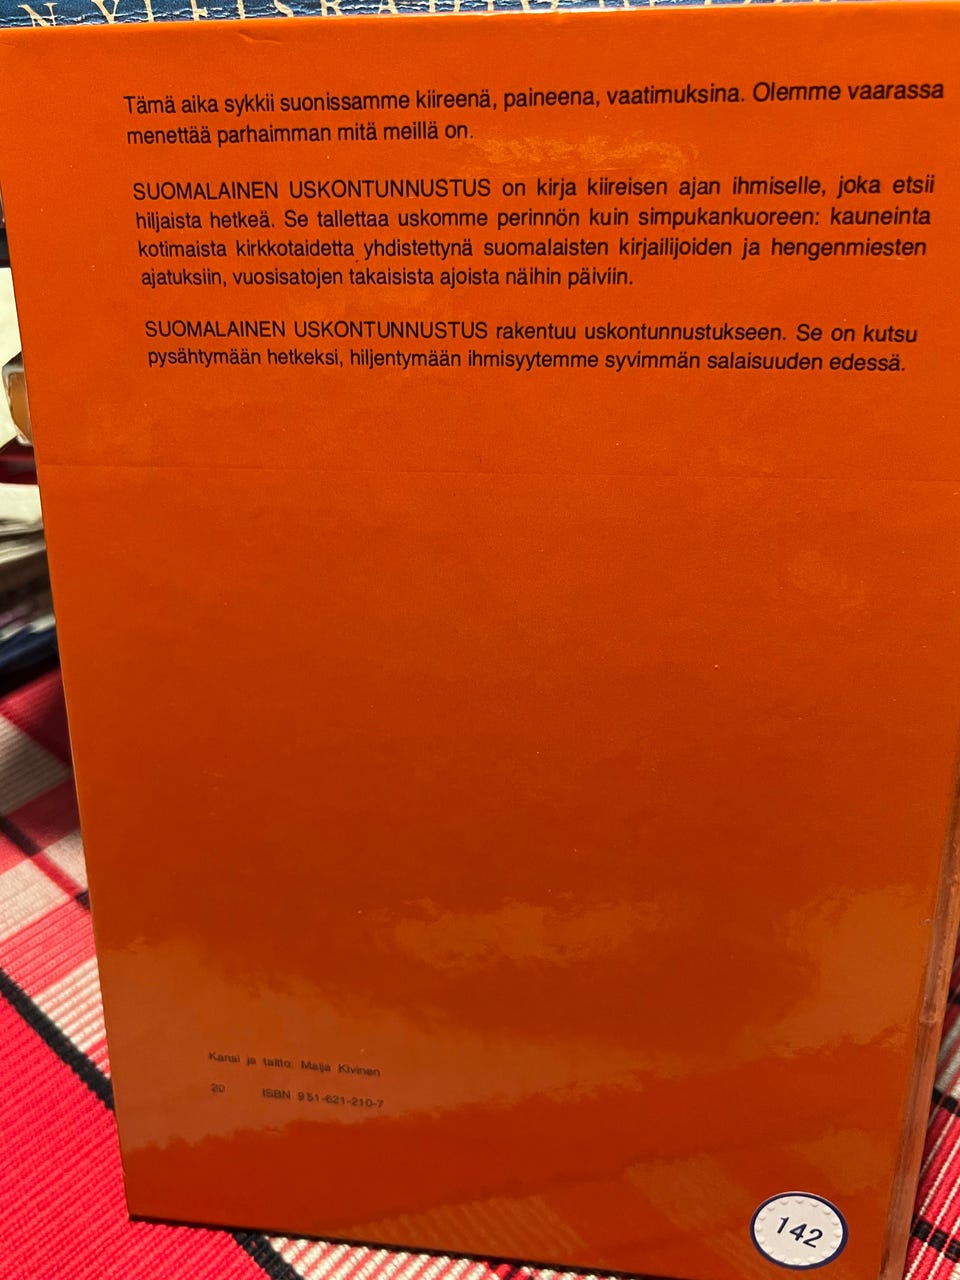 Tämä aika sykkii suonissamme kiireenä, paineena, vaatimuksina. Olemme vaarassa
menettää parhaimman mitä meillä on.
SUOMALAINEN USKONTUNNUSTUS on kirja kiireisen ajan ihmiselle, joka etsii
hiljaista hetkeä. Se tallettaa uskomme perinnön kuin simpukankuoreen: kauneinta
kotimaista kirkkotaidetta yhdistettynä suomalaisten kirjailijoiden ja hengenmiesten
ajatuksiin, vuosisatojen takaisista ajoista näihin päiviin.
SUOMALAINEN USKONTUNNUSTUS rakentuu uskontunnustukseen. Se on kutsu
pysähtymään hetkeksi, hiljentymään ihmisyytemme syvimmän salaisuuden edessä.
Kansi ja taitto: Maija Kivinen
20 ISBN 951-621-210-7
142